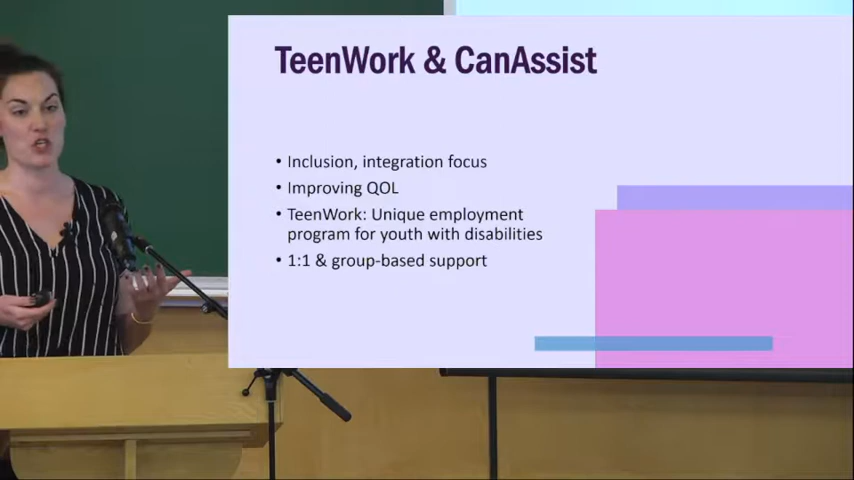 TeenWork & CanAssist
• Inclusion, integration focus
• Improving QOL
• TeenWork: Unique employment
program for youth with disabilities
• 1:1 & group-based support